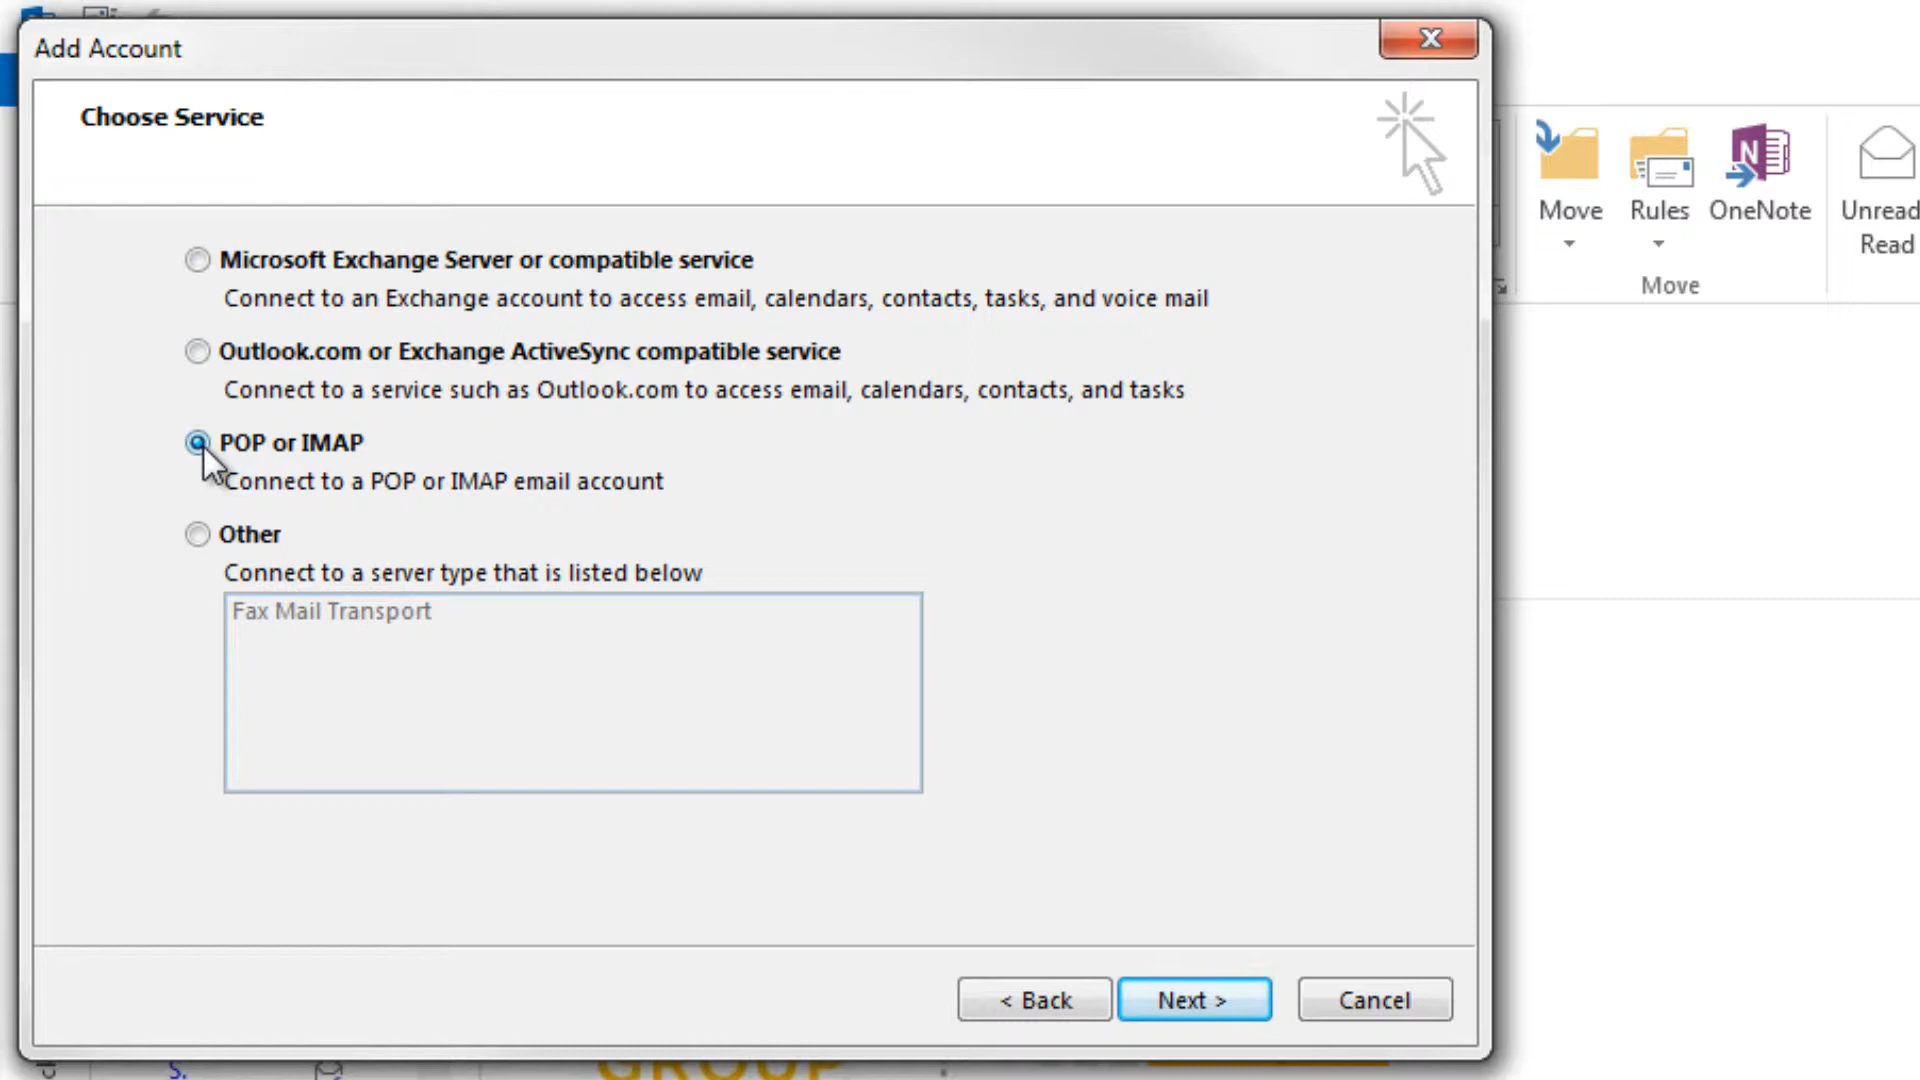 Add Account
Choose Service
Microsoft Exchange Server or compatible service
Connect to an Exchange account to access email, calendars, contacts, tasks, and voice mail
Outlook.com or Exchange ActiveSync compatible service
Connect to a service such as Outlook.com to access email, calendars, contacts, and tasks
POP or IMAP
Connect to a POP or IMAP email account
Other
Connect to a server type that is listed below
Fax Mail Transport
< Back
Next >
Cancel
Move
Rules
N
OneNote
Unread
Read
Move
GROUP